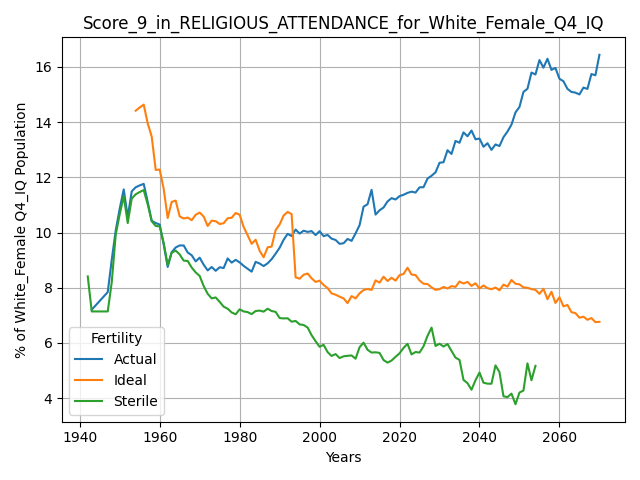 Score_9_in_RELIGIOUS_ATTENDANCE_for_White_Female_Q4_IQ
% of White_Female Q4_IQ Population
16
14
12
10
8
6
4
Fertility
Actual
Ideal
Sterile
1940 1960 1980 2000 2020 2040 2060
Years